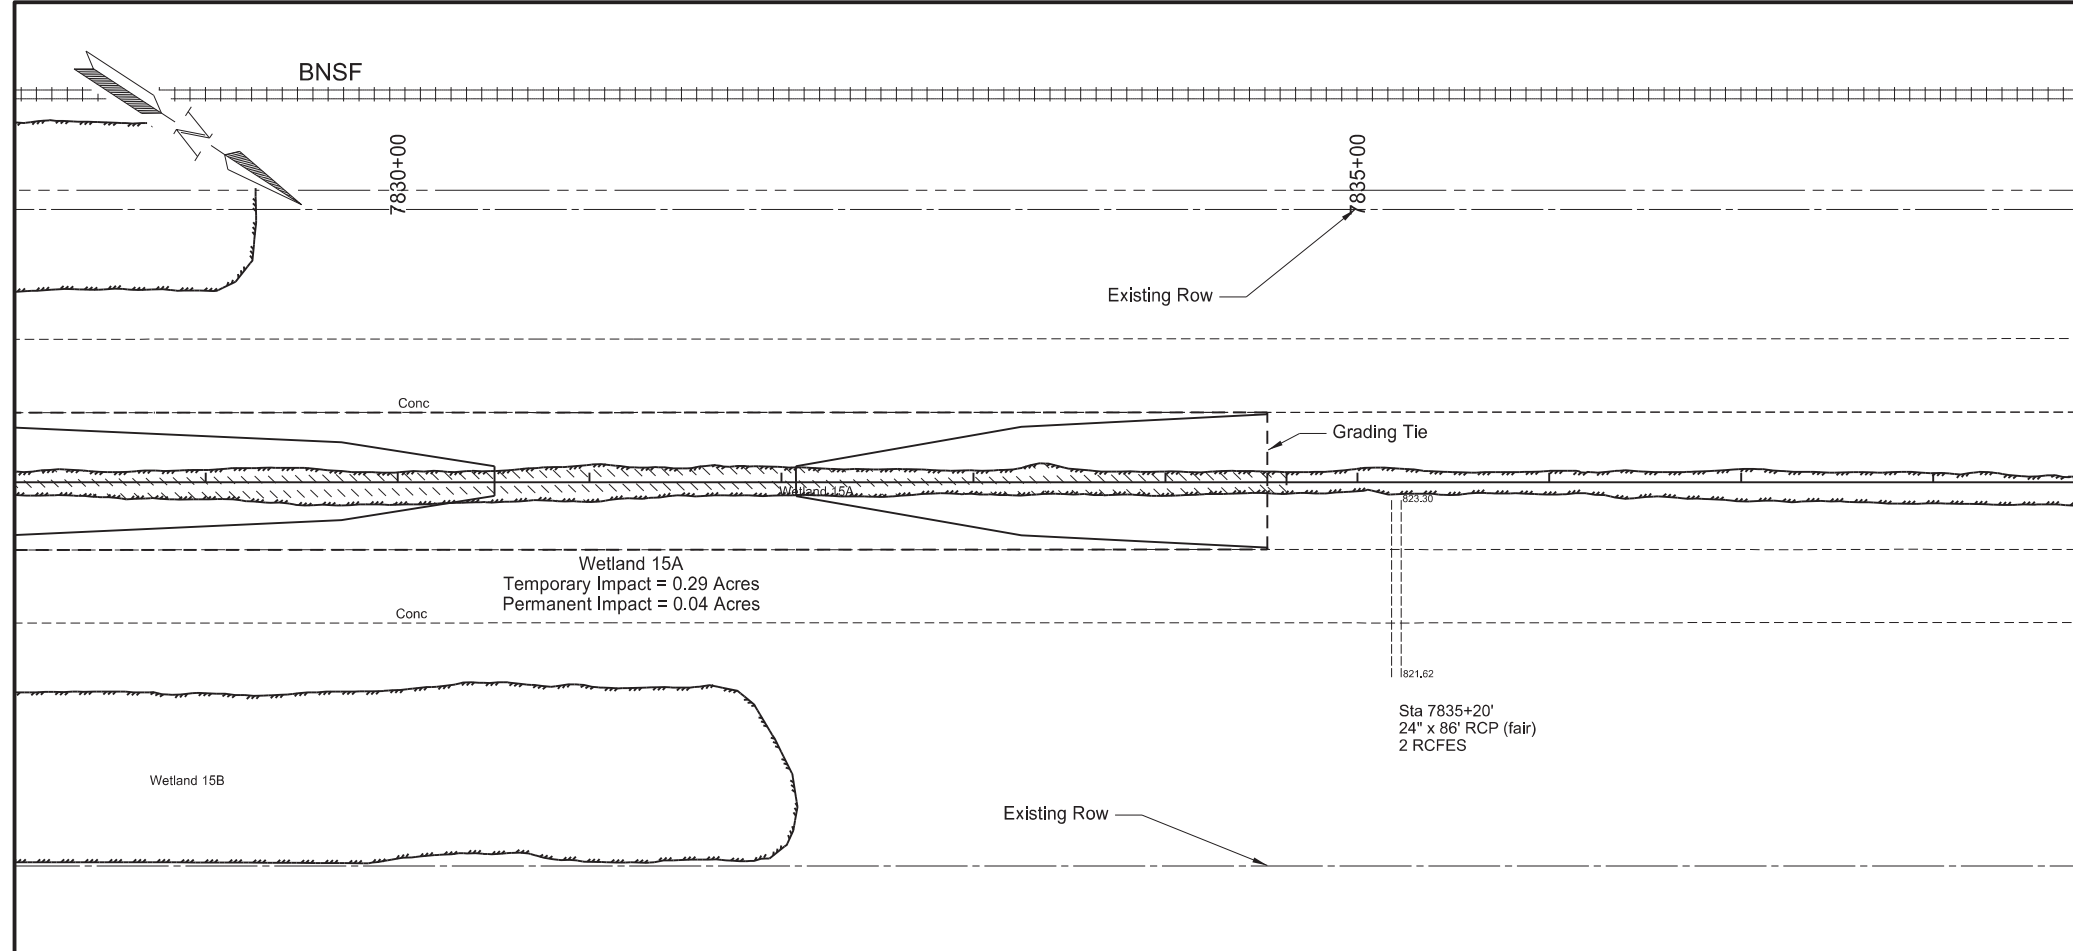 BNSF
N
7830+00
7835+00
Existing Row
Conc
Grading Tie
Wetland 15A
823.30
Wetland 15A
Temporary Impact = 0.29 Acres
Permanent Impact = 0.04 Acres
Conc
821.62
Sta 7835+20'
24" x 86' RCP (fair)
2 RCFES
Wetland 15B
Existing Row